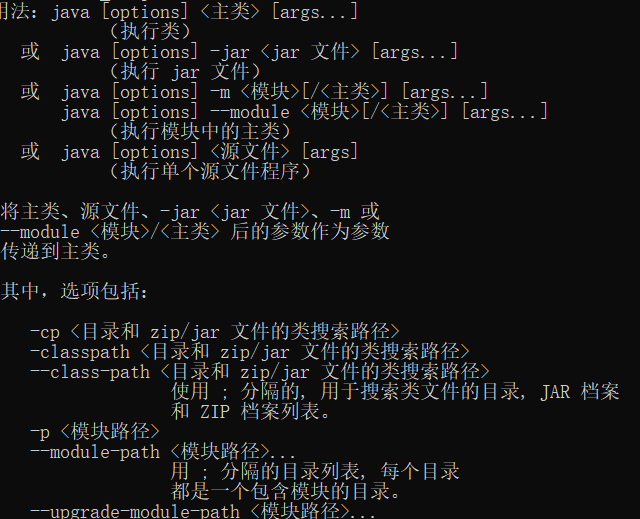 用法：java [options] <主类> [args...]
（执行类）
或 java [options] -jar <jar 文件> [args...]
（执行 jar 文件）
或 java [options] -m <模块>[/<主类>] [args...]
java [options] --module <模块>[/<主类>] [args...]
（执行模块中的主类）
或 java [options] <源文件> [args]
（执行单个源文件程序）
将主类、源文件、-jar <jar 文件>、-m 或
--module <模块>/<主类> 后的参数作为参数
传递到主类。
其中，选项包括：
-cp <目录和 zip/jar 文件的类搜索路径>
-classpath <目录和 zip/jar 文件的类搜索路径>
--class-path <目录和 zip/jar 文件的类搜索路径>
使用 ; 分隔的, 用于搜索类文件的目录, JAR 档案
和 ZIP 档案列表。
-p <模块路径>
--module-path <模块路径>...
用 ; 分隔的目录列表, 每个目录
都是一个包含模块的目录。
--upgrade-module-path <模块路径>...